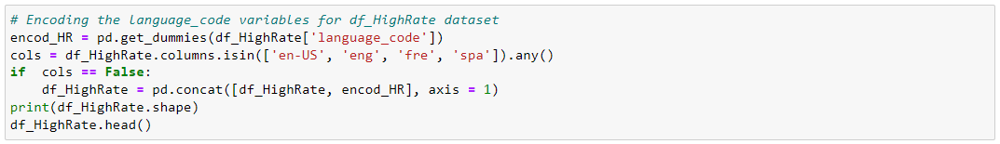 # Encoding the language_code variables for df_HighRate dataset
encod_HR = pd.get_dummies(df_HighRate['language_code'])
cols = df_HighRate.columns.isin(['en-US', 'eng', 'fre', 'spa']).any()
if  cols == False:
    df_HighRate = pd.concat([df_HighRate, encod_HR], axis = 1)
print(df_HighRate.shape)
df_HighRate.head()